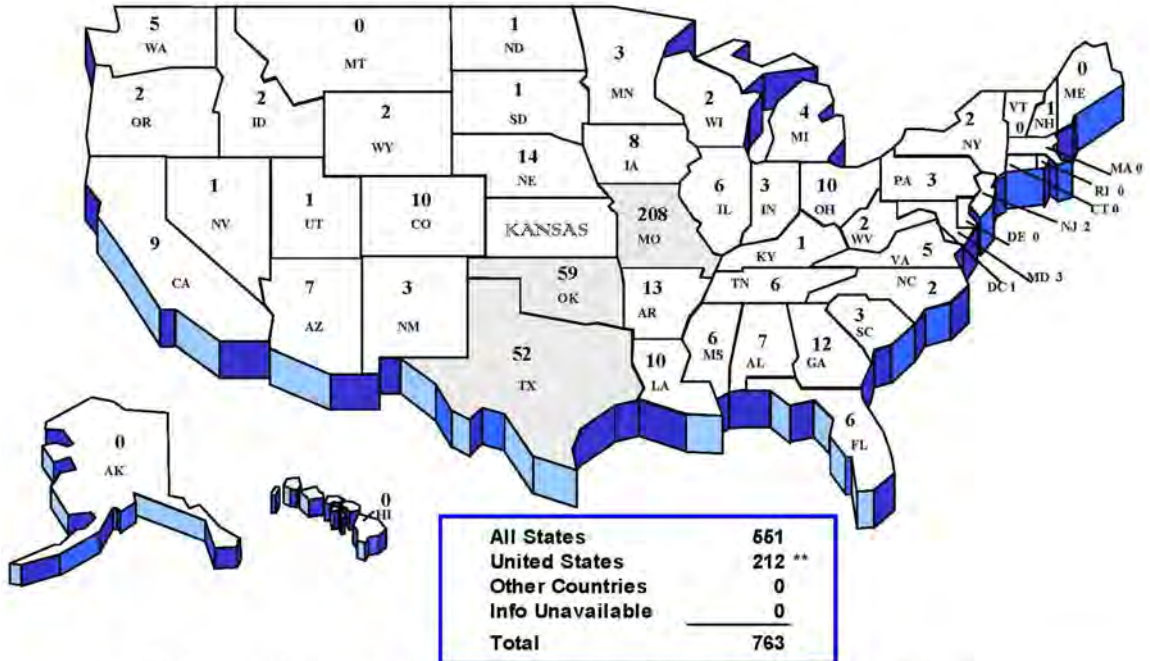 5
WA
0
MT
1
ND
3
MN
2
OR
2
ID
2
WY
1
SD
2
WI
4
MI
2
NY
VT
0
1
NH
0
ME
MA 0
RI 0
CT 0
NJ 2
DE 0
MD 3
DC 1
9
CA
1
NV
1
UT
10
CO
14
NE
8
IA
KANSAS
208
MO
6
IL
3
IN
10
OH
PA 3
2
WV
5
VA
1
KY
7
AZ
3
NM
59
OK
13
AR
TN 6
2
NC
3
SC
52
TX
10
LA
6
MS
7
AL
12
GA
6
FL
0
AK
0
HI
All States 551
United States 212 **
Other Countries 0
Info Unavailable 0
Total 763